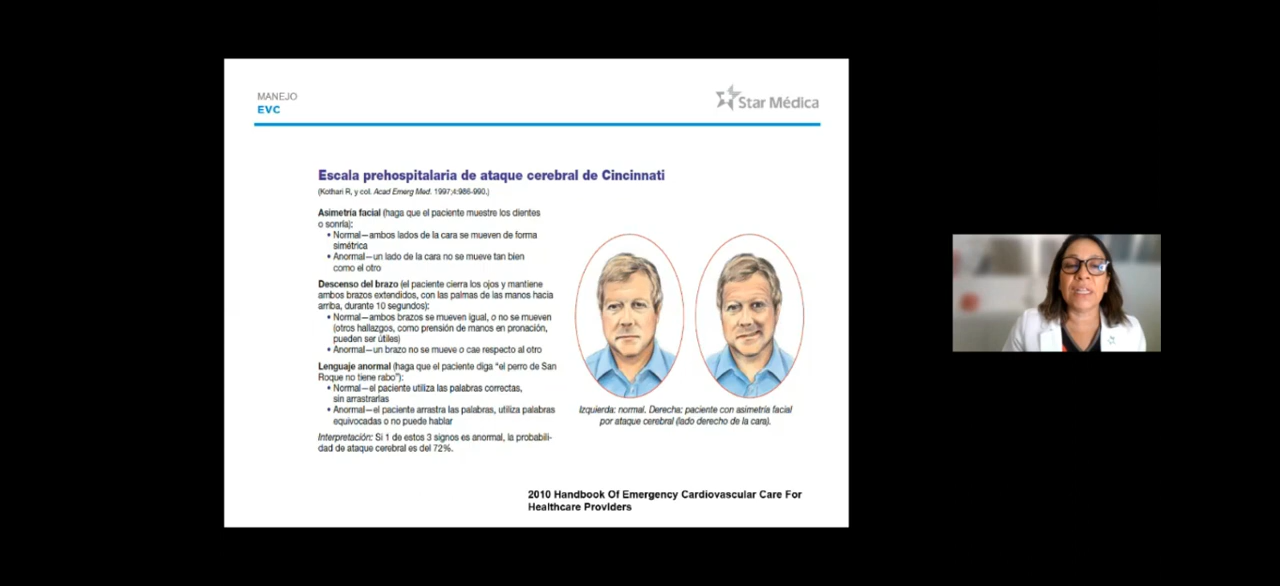 MANEJO
EVC
Star Médica
Escala prehospitalaria de ataque cerebral de Cincinnati
(Kothari R, y col. Acad Emerg Med. 1997;4:986-990.)
Asimetría facial (haga que el paciente muestre los dientes
o sonría):
• Normal—ambos lados de la cara se mueven de forma
simétrica
• Anormal—un lado de la cara no se mueve tan bien
como el otro
Descenso del brazo (el paciente cierra los ojos y mantiene
ambos brazos extendidos, con las palmas de las manos hacia
arriba, durante 10 segundos):
• Normal—ambos brazos se mueven igual, o no se mueven
(otros hallazgos, como prensión de manos en pronación,
pueden ser útiles)
• Anormal—un brazo no se mueve o cae respecto al otro
Lenguaje anormal (haga que el paciente diga "el perro de San
Roque no tiene rabo"):
• Normal—el paciente utiliza las palabras correctas,
sin arrastrarlas
• Anormal—el paciente arrastra las palabras, utiliza palabras
equivocadas o no puede hablar
Interpretación: Si 1 de estos 3 signos es anormal, la probabili-
dad de ataque cerebral es del 72%.
Izquierda: normal. Derecha: paciente con asimetría facial
por ataque cerebral (lado derecho de la cara).
2010 Handbook Of Emergency Cardiovascular Care For
Healthcare Providers